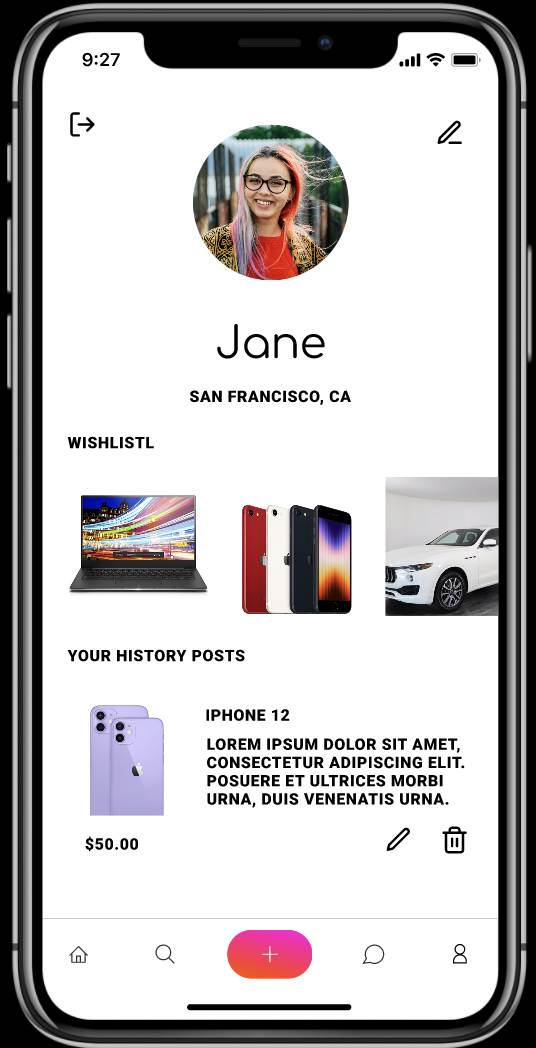 9:27
Jane
SAN FRANCISCO, CA
WISHLISTL
YOUR HISTORY POSTS
IPHONE 12
LOREM IPSUM DOLOR SIT AMET,
CONSECTETUR ADIPISCING ELIT.
POSUERE ET ULTRICES MORBI
URNA, DUIS VENENATIS URNA.
$50.00